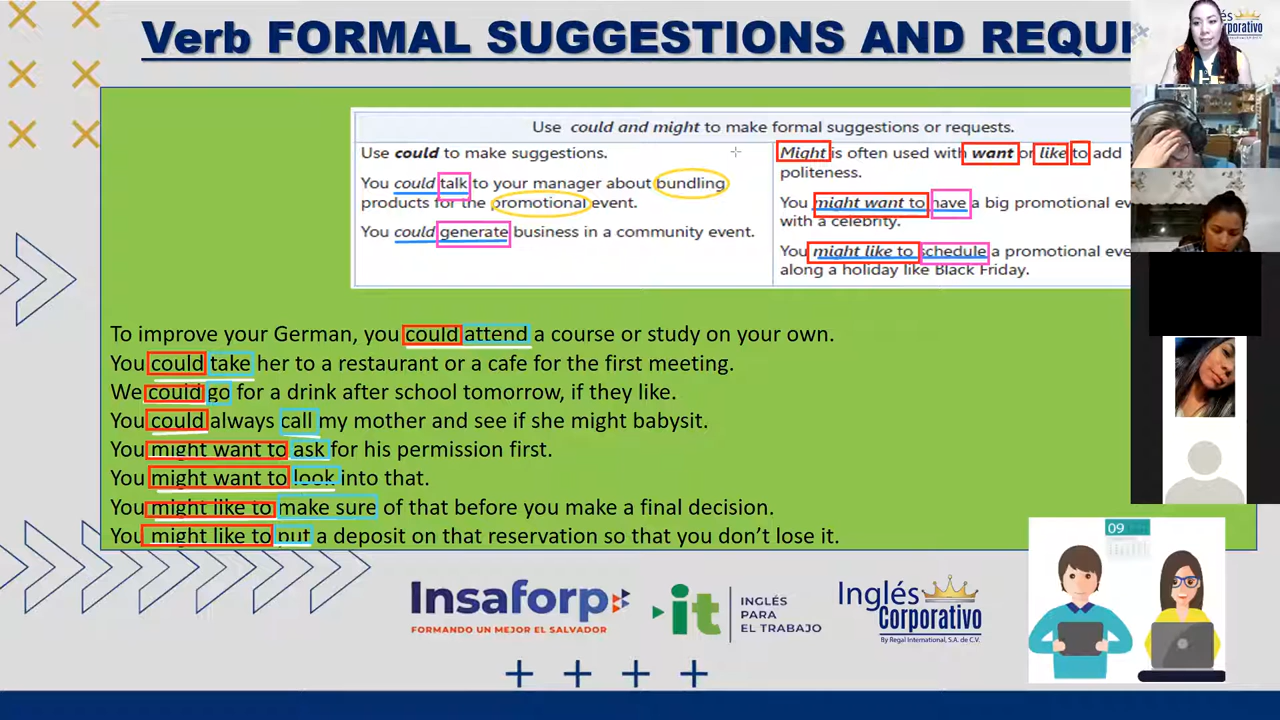 Verb FORMAL SUGGESTIONS AND REQU
Inglés
Corporativo
Use could and might to make formal suggestions or requests.
Use could to make suggestions.
You could talk to your manager about bundling
products for the promotional event.
You could generate business in a community event.
Might is often used with want or like to add
politeness.
You might want to have a big promotional eve
with a celebrity.
You might like to schedule a promotional eve
along a holiday like Black Friday.
To improve your German, you could attend a course or study on your own.
You could take her to a restaurant or a cafe for the first meeting.
We could go for a drink after school tomorrow, if they like.
You could always call my mother and see if she might babysit.
You might want to ask for his permission first.
You might want to look into that.
You might like to make sure of that before you make a final decision.
You might like to put a deposit on that reservation so that you don't lose it.
09
Insaforp
FORMANDO UN MEJOR EL SALVADOR
it
INGLÉS
PARA
EL TRABAJO
Inglés
Corporativo
By Regal International, S.A. de C.V.